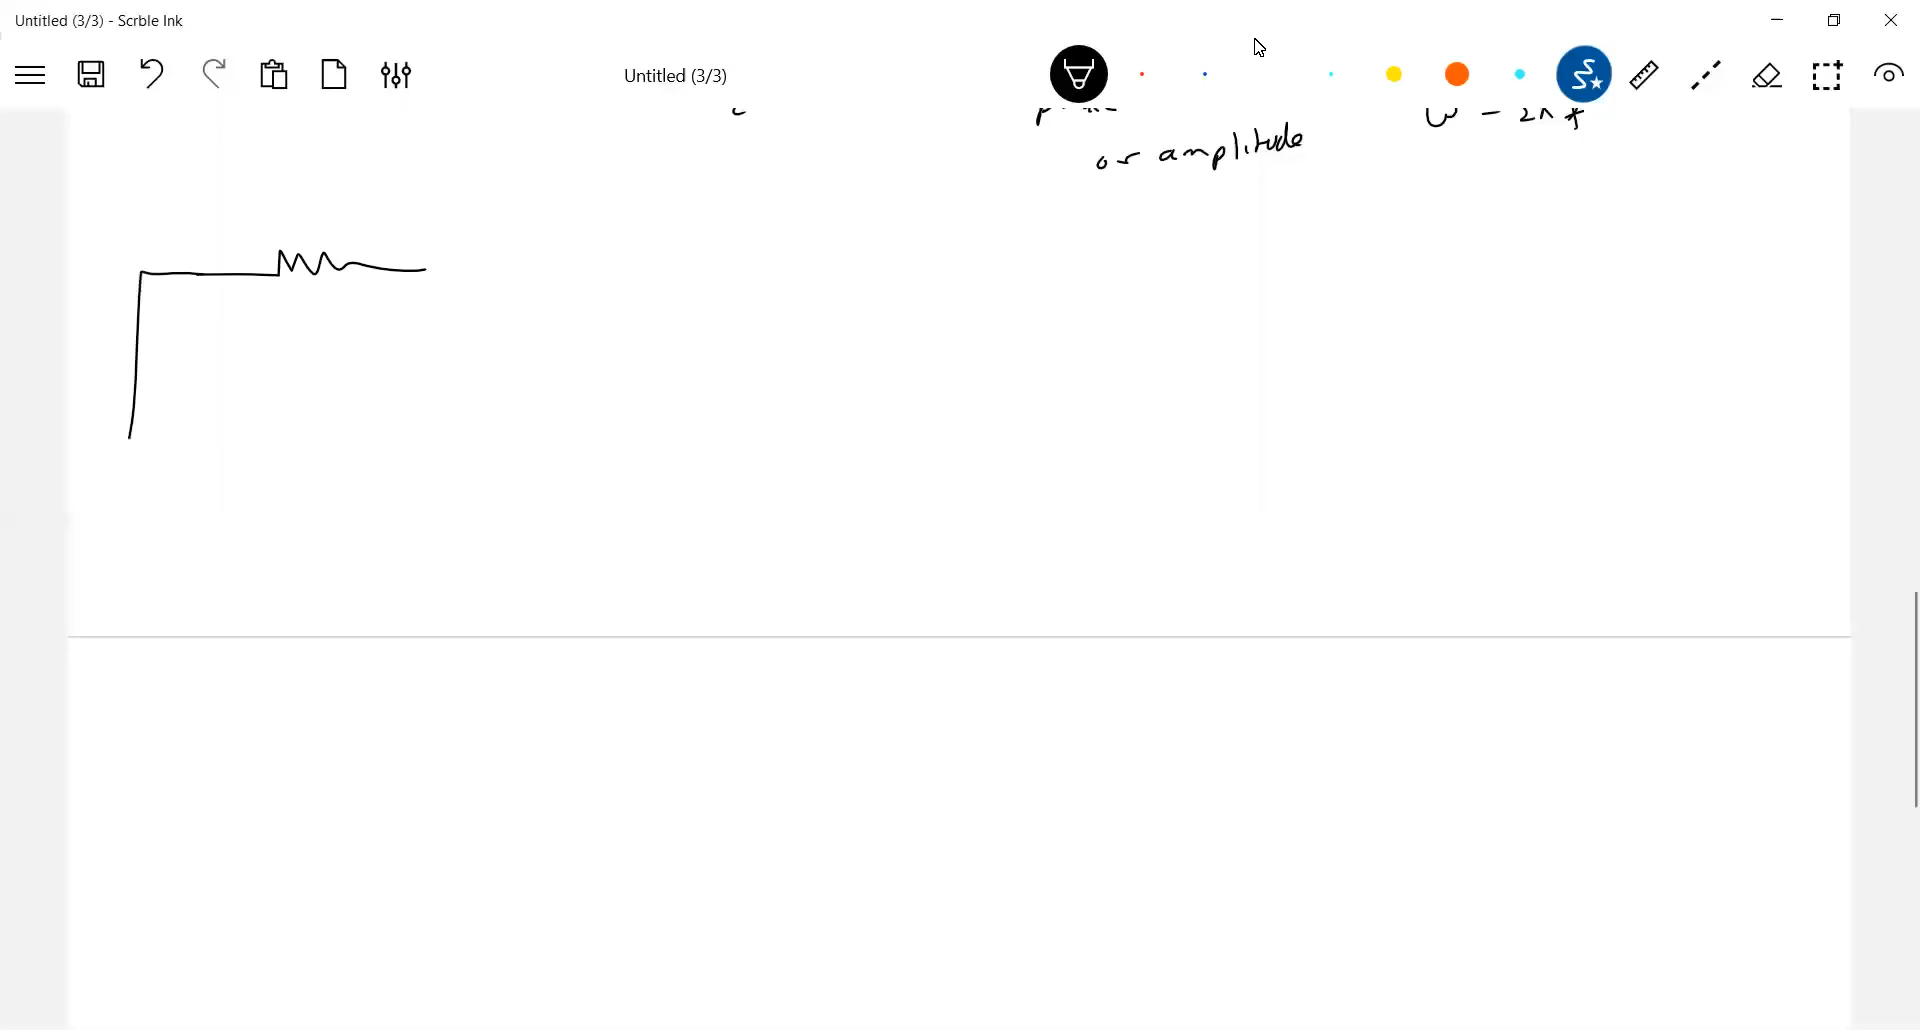 Untitled (3/3) - Scrble Ink
Untitled (3/3)
or amplitude